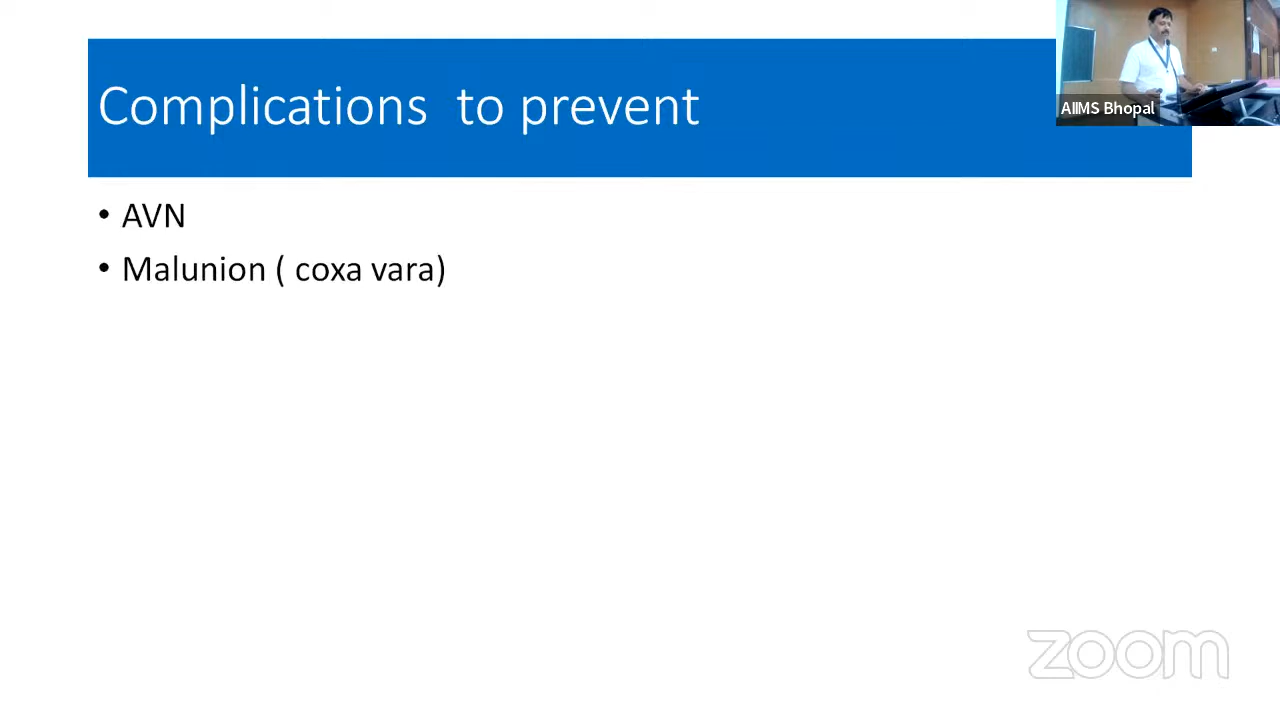 Complications  to prevent
AIIMS Bhopal
• AVN
• Malunion ( coxa vara)
zoom